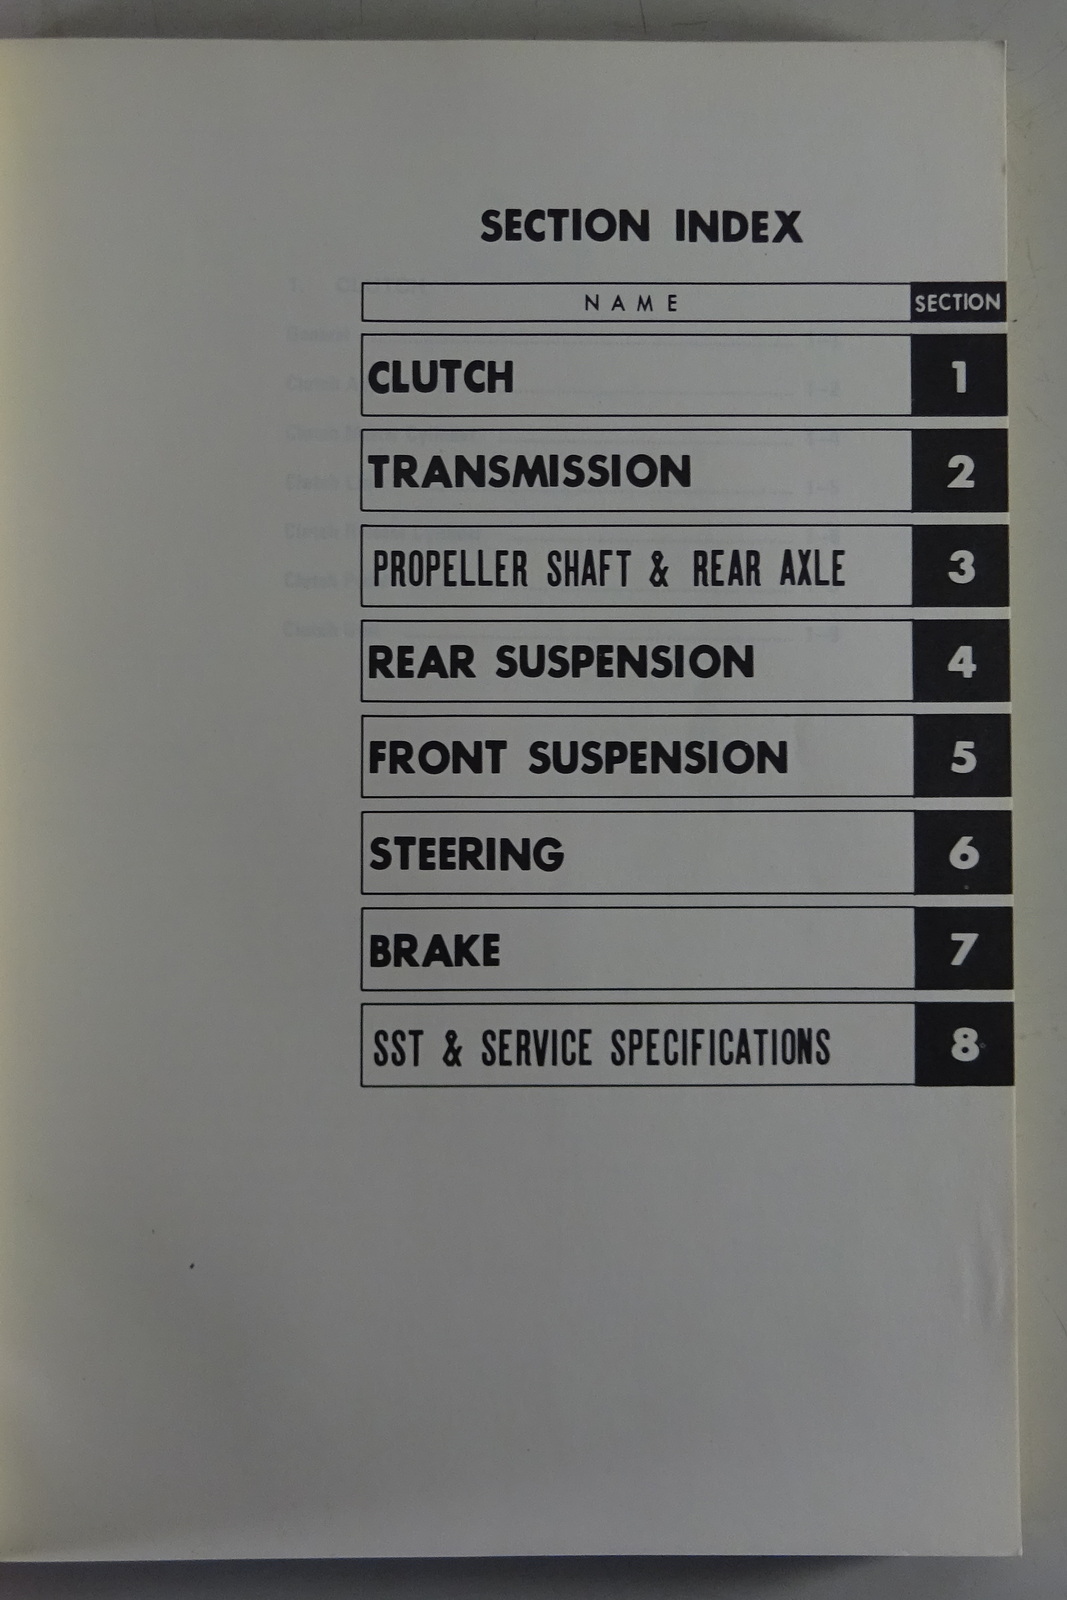 SECTION INDEX
NAME SECTION
CLUTCH 1
TRANSMISSION 2
PROPELLER SHAFT & REAR AXLE 3
REAR SUSPENSION 4
FRONT SUSPENSION 5
STEERING 6
BRAKE 7
SST & SERVICE SPECIFICATIONS 8